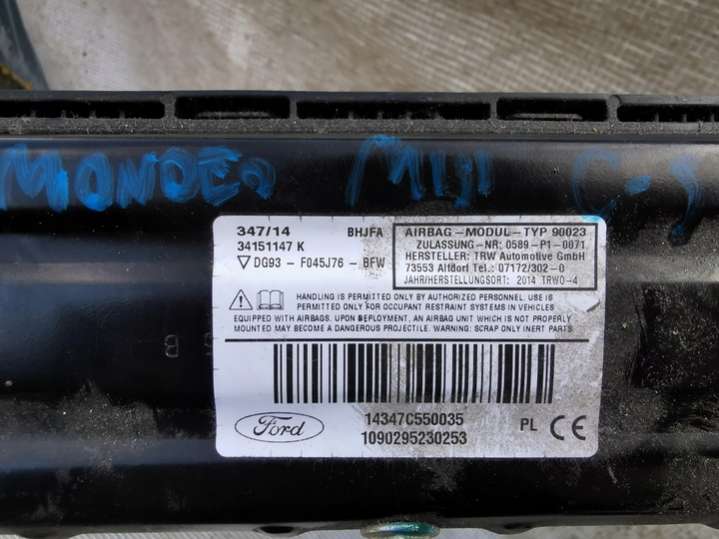 MONDEO
347/14 BHJFA
34151147 K
DG93 - F045J76 - BFW
AIRBAG-MODUL-TYP 90023
ZULASSUNG-NR: 0589-P1-0071
HERSTELLER: TRW Automotive GmbH
73553 Alfdorf Tel.: 07172/302-0
JAHR/HERSTELLUNGSORT: 2014 TRWO-4
HANDLING IS PERMITTED ONLY BY AUTHORIZED PERSONNEL. USE IS
PERMITTED ONLY FOR OCCUPANT RESTRAINT SYSTEMS IN VEHICLES
EQUIPPED WITH AIRBAGS. UPON DEPLOYMENT, AN AIRBAG UNIT WHICH IS NOT PROPERLY
MOUNTED MAY BECOME A DANGEROUS PROJECTILE. WARNING: SCRAP ONLY INERT PARTS
Ford
14347C550035
1090295230253
PL CE